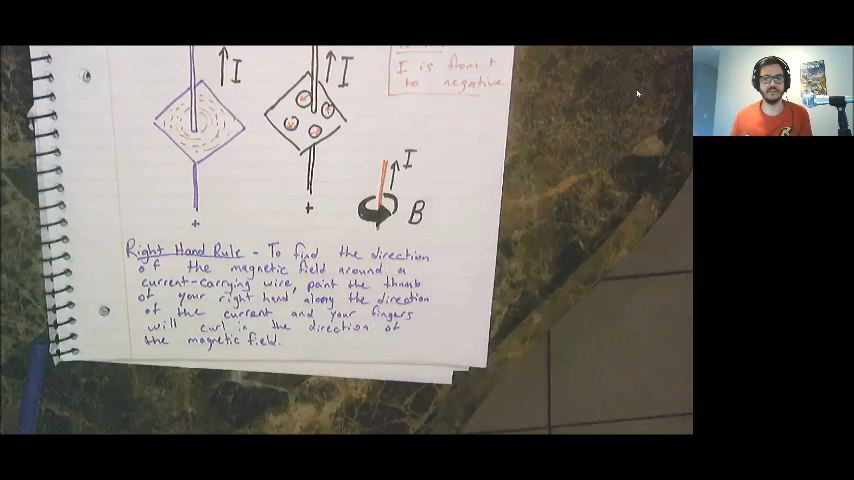 I
I
I is from +
to negative
+
+
I
B
Right Hand Rule - To find the direction
of the magnetic field around a
current-carrying wire, point the thumb
of your right hand along the direction
of the current and your fingers
will curl in the direction of
the magnetic field.